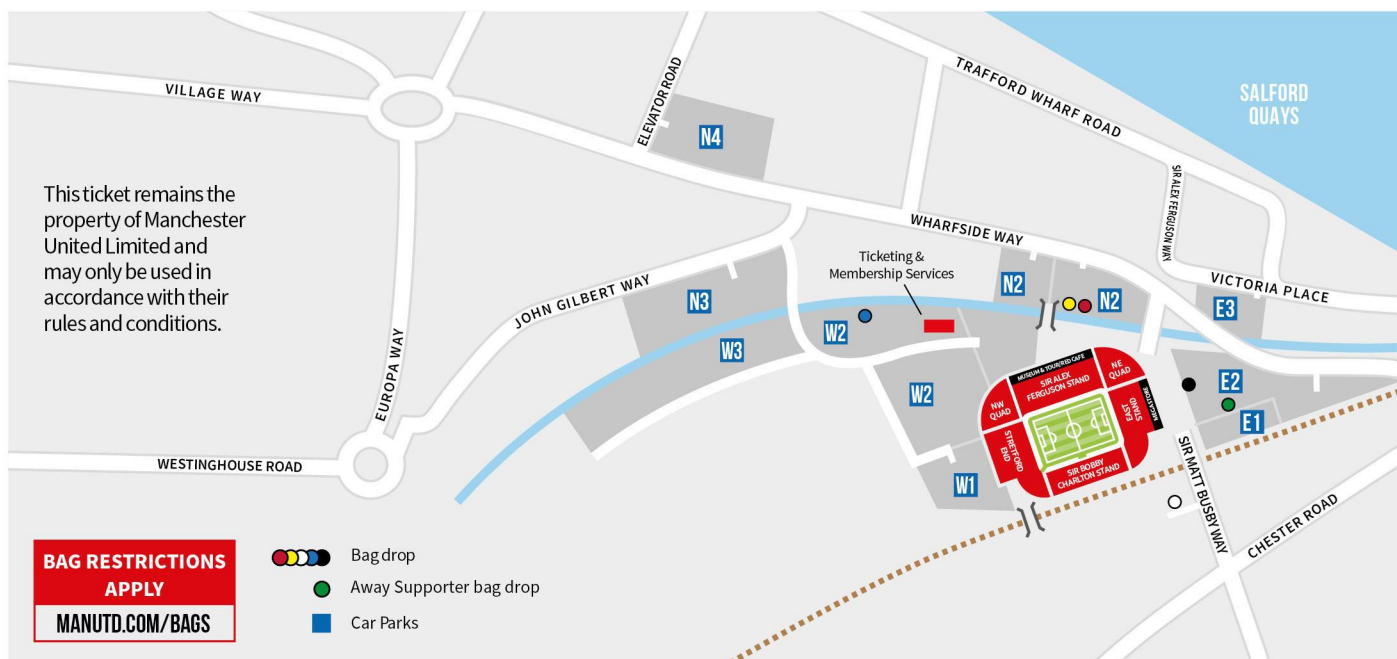 VILLAGE WAY
ELEVATOR ROAD
N4
TRAFFORD WHARF ROAD
SALFORD
QUAYS
SIR ALEX FERGUSON WAY
This ticket remains the
property of Manchester
United Limited and
may only be used in
accordance with their
rules and conditions.
WHARFSIDE WAY
Ticketing &
Membership Services
VICTORIA PLACE
JOHN GILBERT WAY
N3
N2
N2
E3
W3
W2
EUROPA WAY
W2
MUSEUM & TOUR/RED CAFE
SIR ALEX
FERGUSON STAND
NE
QUAD
NW
QUAD
EAST
STAND
MEGASTORE
E2
E1
STRETFORD
END
SIR BOBBY
CHARLTON STAND
W1
SIR MATT BUSBY WAY
CHESTER ROAD
WESTINGHOUSE ROAD
BAG RESTRICTIONS
APPLY
MANUTD.COM/BAGS
Bag drop
Away Supporter bag drop
Car Parks